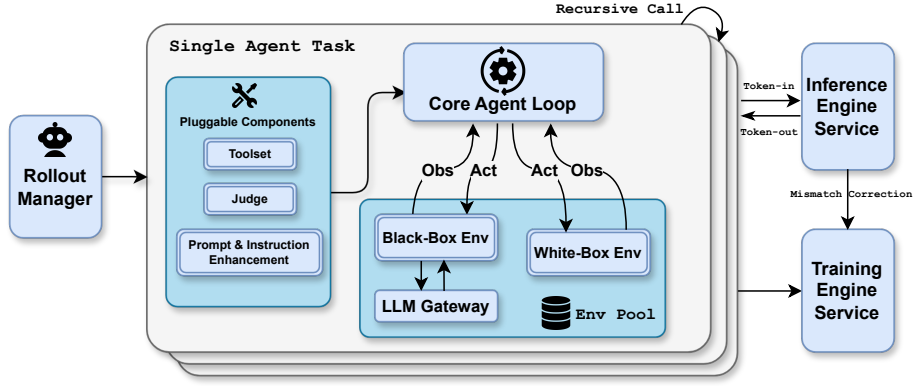 Recursive Call
Single Agent Task
Core Agent Loop
Pluggable Components
Toolset
Judge
Prompt & Instruction
Enhancement
Rollout
Manager
Obs
Act
Act
Obs
Black-Box Env
White-Box Env
LLM Gateway
Env Pool
Token-in
Token-out
Inference
Engine
Service
Mismatch Correction
Training
Engine
Service